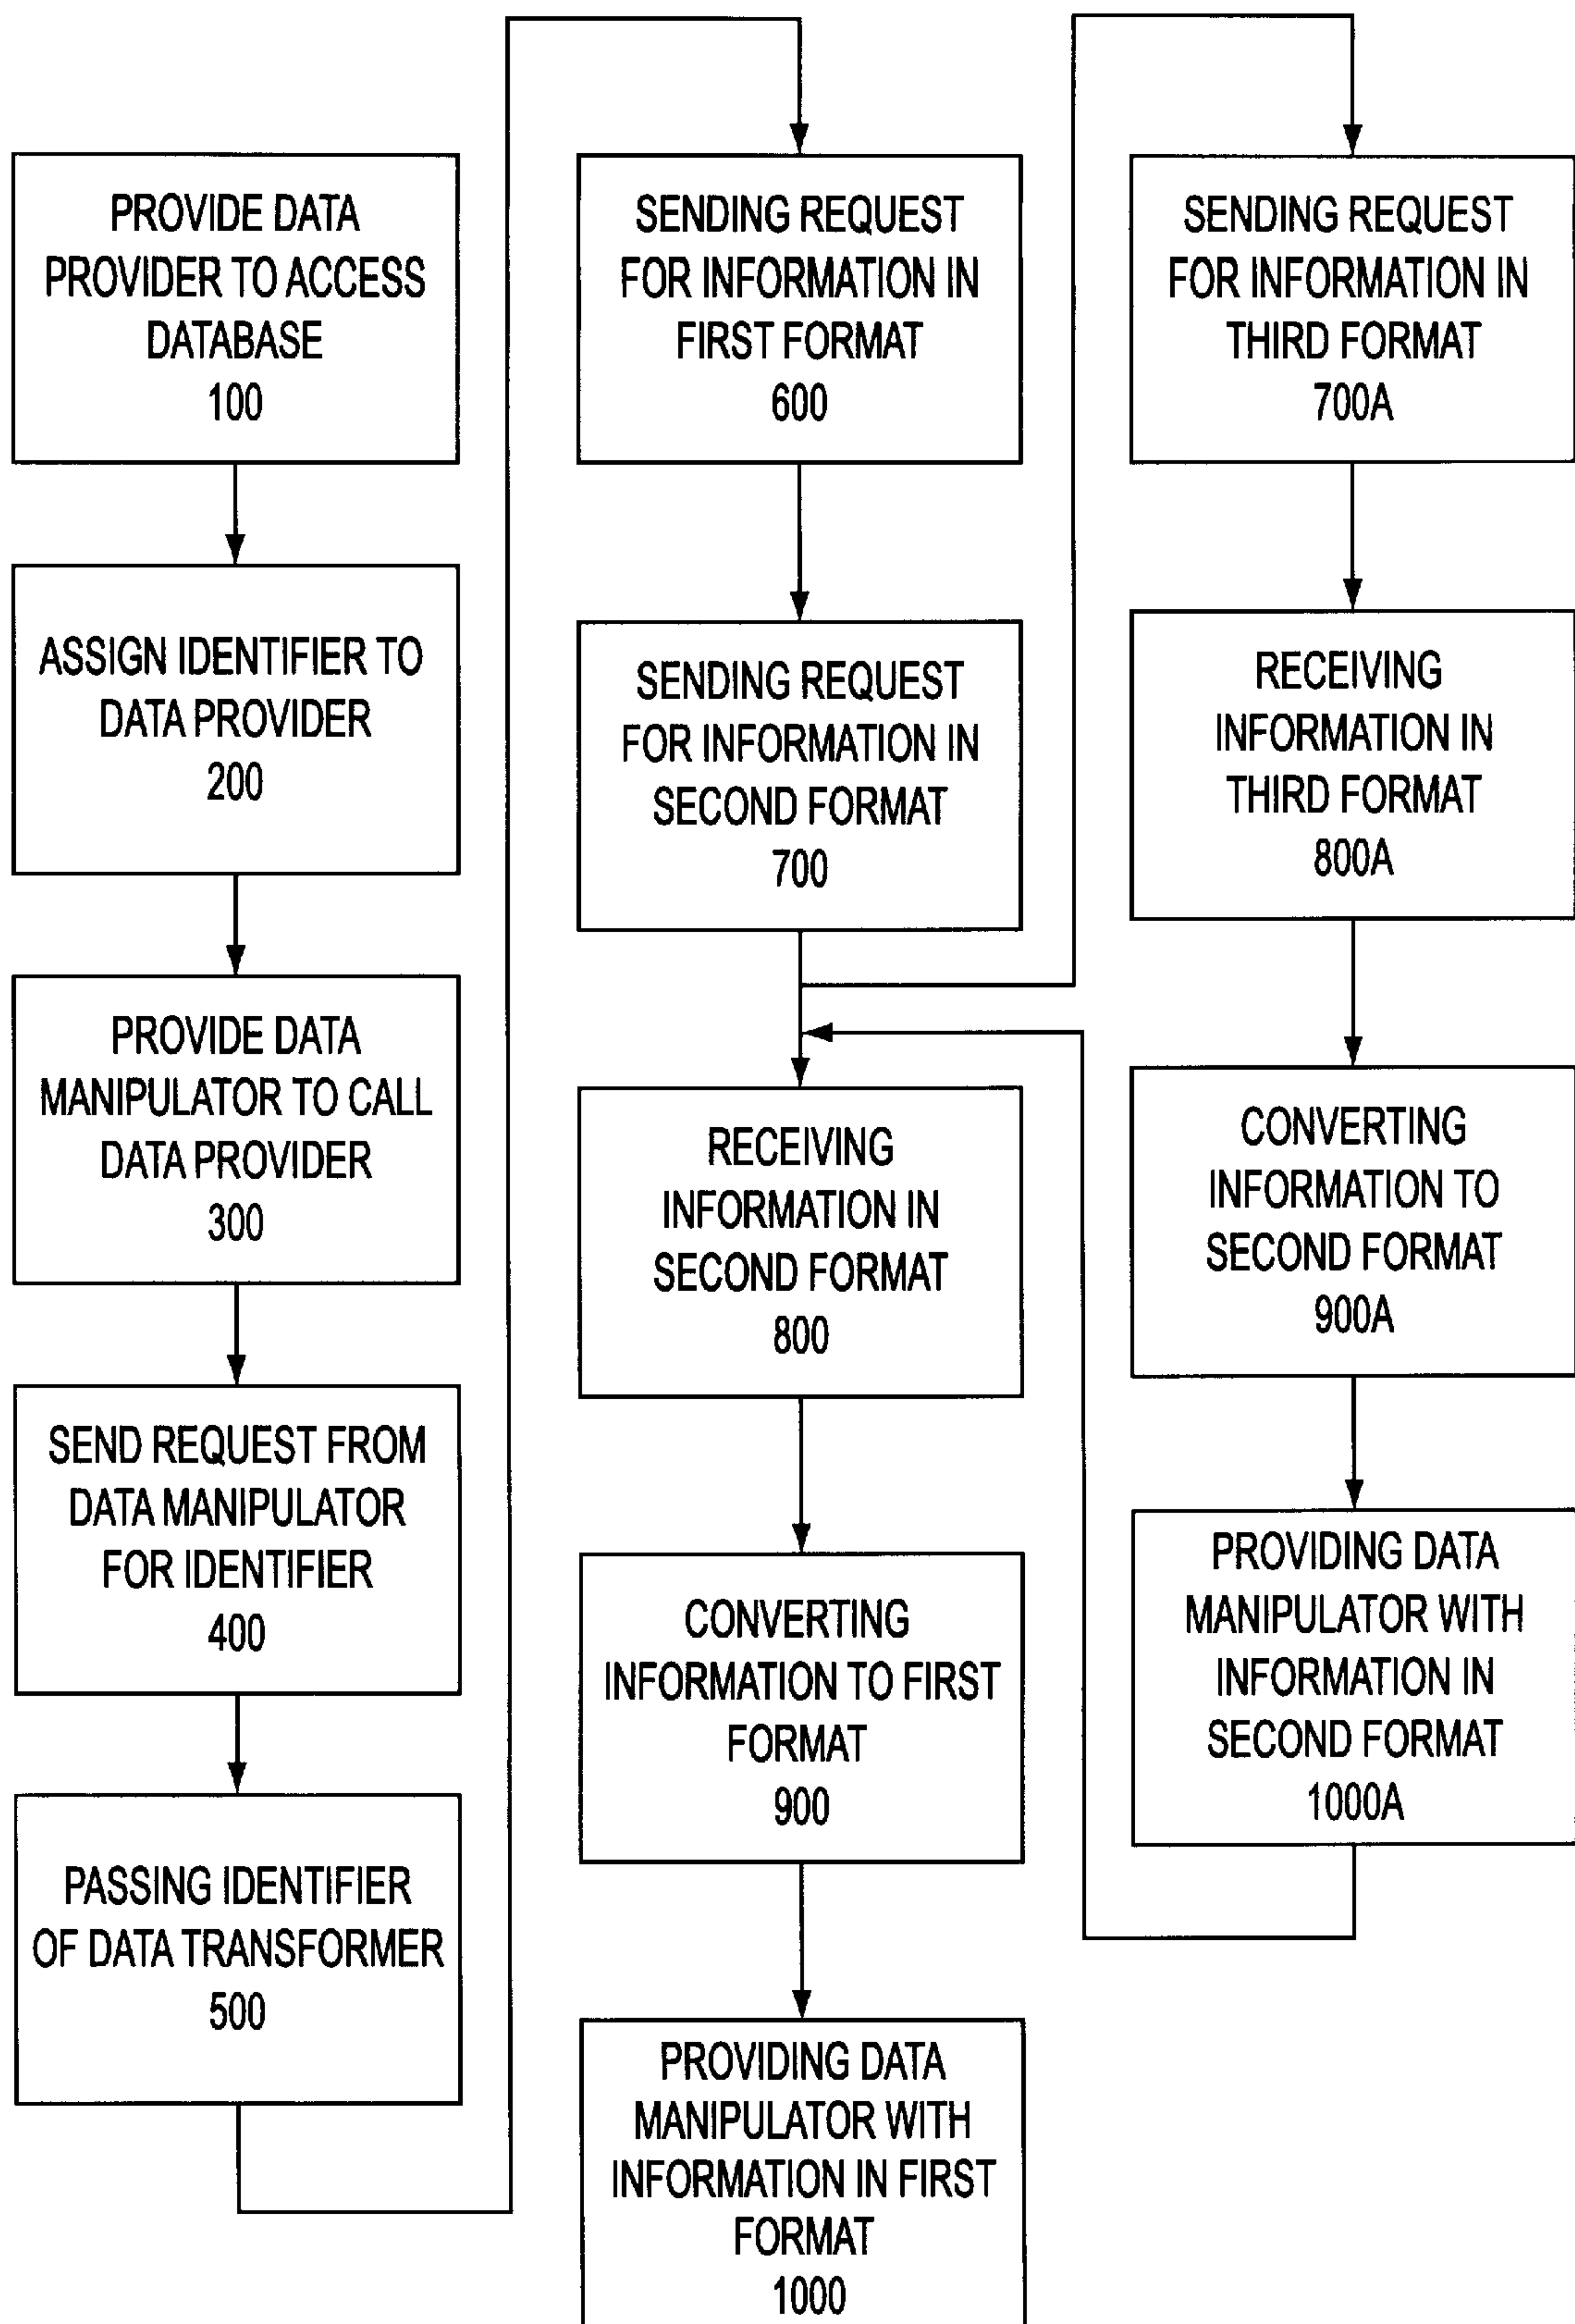 PROVIDE DATA
PROVIDER TO ACCESS
DATABASE
100
ASSIGN IDENTIFIER TO
DATA PROVIDER
200
PROVIDE DATA
MANIPULATOR TO CALL
DATA PROVIDER
300
SEND REQUEST FROM
DATA MANIPULATOR
FOR IDENTIFIER
400
PASSING IDENTIFIER
OF DATA TRANSFORMER
500
SENDING REQUEST
FOR INFORMATION IN
FIRST FORMAT
600
SENDING REQUEST
FOR INFORMATION IN
SECOND FORMAT
700
RECEIVING
INFORMATION IN
SECOND FORMAT
800
CONVERTING
INFORMATION TO FIRST
FORMAT
900
PROVIDING DATA
MANIPULATOR WITH
INFORMATION IN FIRST
FORMAT
1000
SENDING REQUEST
FOR INFORMATION IN
THIRD FORMAT
700A
RECEIVING
INFORMATION IN
THIRD FORMAT
800A
CONVERTING
INFORMATION TO
SECOND FORMAT
900A
PROVIDING DATA
MANIPULATOR WITH
INFORMATION IN
SECOND FORMAT
1000A